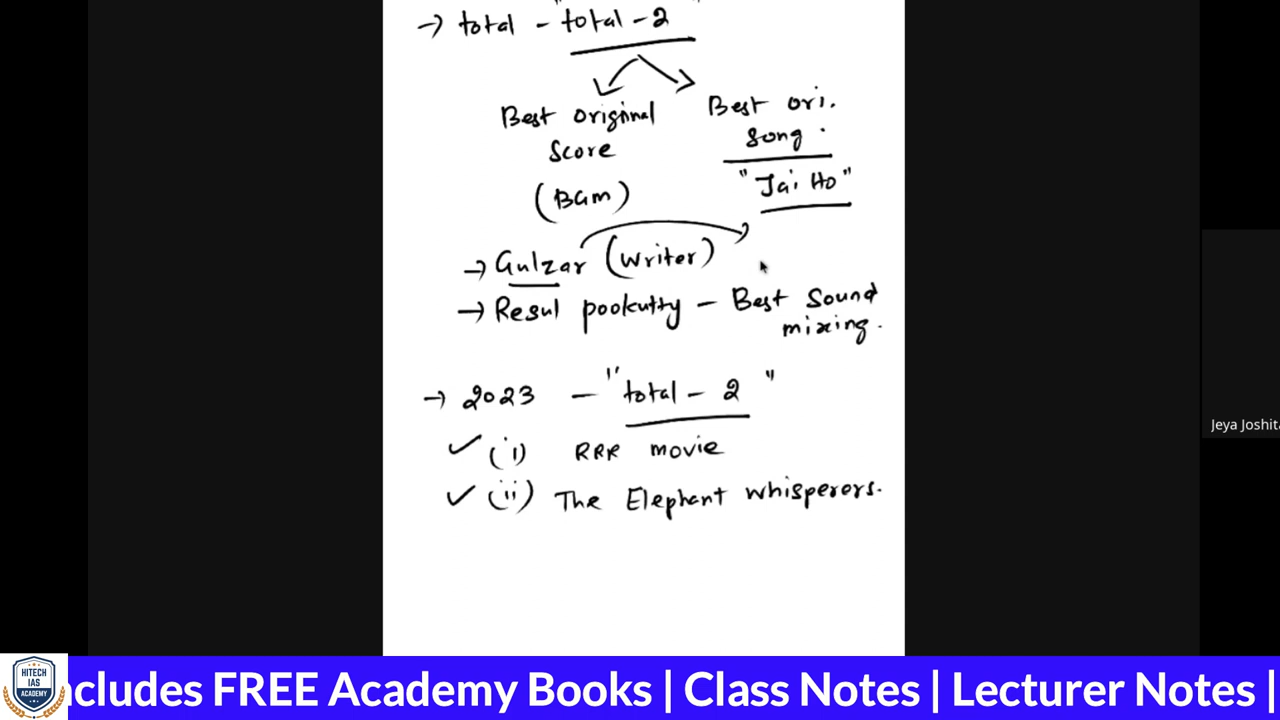 → total - "total - 2"
Best Original Best ori.
Score song.
(BGM) "Jai Ho"
→ Gulzar (Writer)
→ Resul pookutty - Best Sound
mixing.
→ 2023 - "total - 2"
✓ (i) RRR movie
✓ (ii) The Elephant Whisperers.
Jeya Joshita
HITECH
IAS
ACADEMY
ncludes FREE Academy Books | Class Notes | Lecturer Notes |